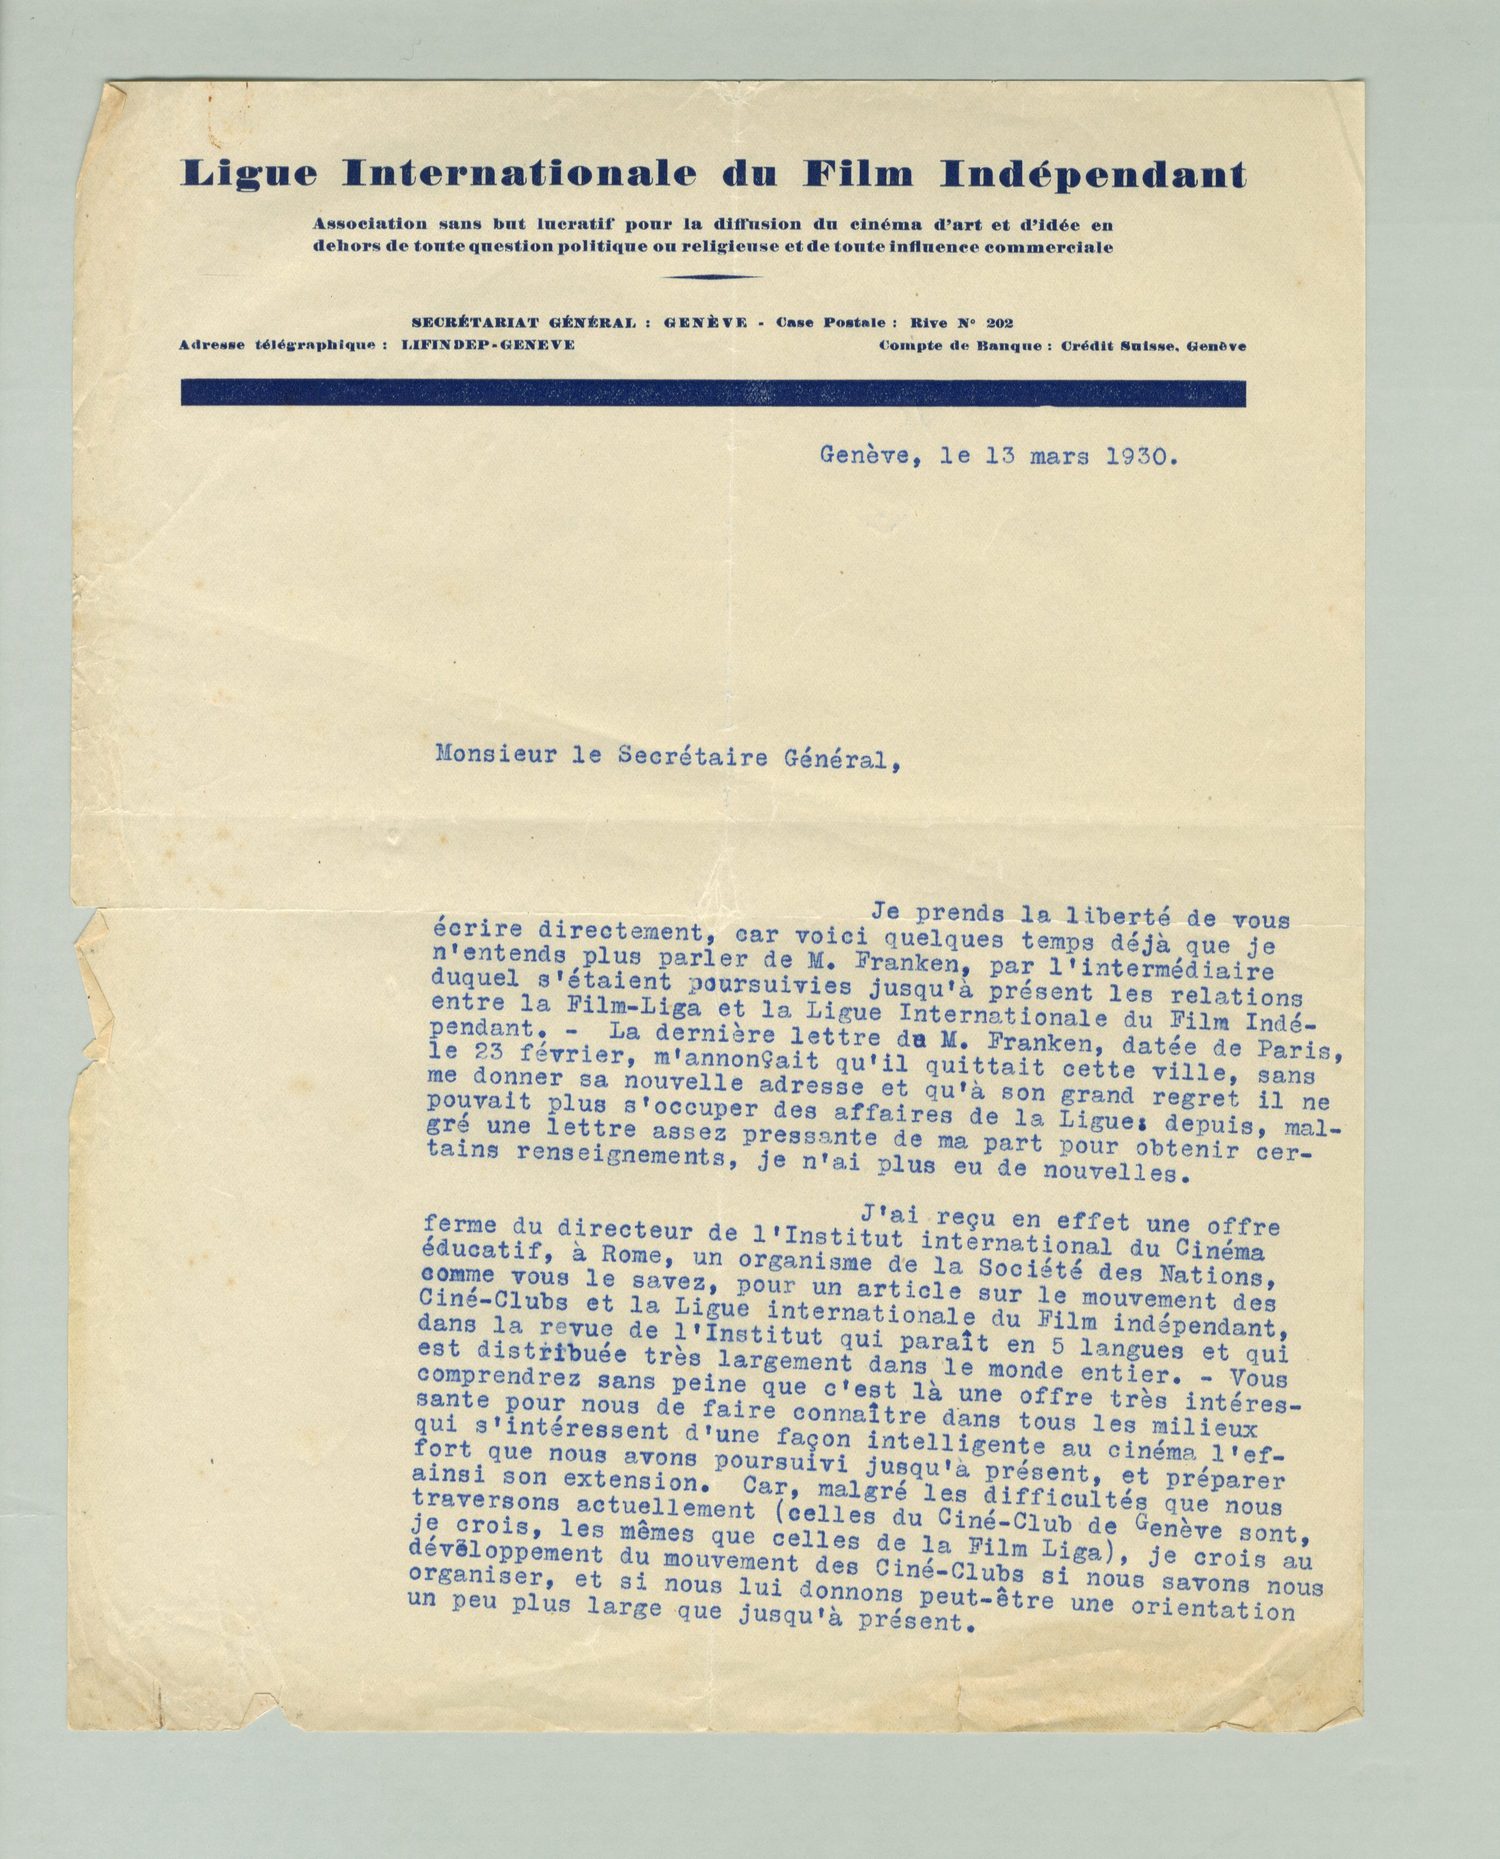 Ligue Internationale du Film Indépendant
Association sans but lucratif pour la diffusion du cinéma d'art et d'idée en
dehors de toute question politique ou religieuse et de toute influence commerciale
SECRÉTARIAT GÉNÉRAL : GENÈVE - Case Postale : Rive N° 202
Adresse télégraphique : LIFINDEP-GENEVE Compte de Banque : Crédit Suisse, Genève
Genève, le 13 mars 1930.
Monsieur le Secrétaire Général,
Je prends la liberté de vous
écrire directement, car voici quelques temps déjà que je
n'entends plus parler de M. Franken, par l'intermédiaire
duquel s'étaient poursuivies jusqu'à présent les relations
entre la Film-Liga et la Ligue Internationale du Film Indé-
pendant. - La dernière lettre de M. Franken, datée de Paris,
le 23 février, m'annonçait qu'il quittait cette ville, sans
me donner sa nouvelle adresse et qu'à son grand regret il ne
pouvait plus s'occuper des affaires de la Ligue: depuis, mal-
gré une lettre assez pressante de ma part pour obtenir cer-
tains renseignements, je n'ai plus eu de nouvelles.
J'ai reçu en effet une offre
ferme du directeur de l'Institut international du Cinéma
éducatif, à Rome, un organisme de la Société des Nations,
comme vous le savez, pour un article sur le mouvement des
Ciné-Clubs et la Ligue internationale du Film indépendant,
dans la revue de l'Institut qui paraît en 5 langues et qui
est distribuée très largement dans le monde entier. - Vous
comprendrez sans peine que c'est là une offre très intéres-
sante pour nous de faire connaître dans tous les milieux
qui s'intéressent d'une façon intelligente au cinéma l'ef-
fort que nous avons poursuivi jusqu'à présent, et préparer
ainsi son extension. Car, malgré les difficultés que nous
traversons actuellement (celles du Ciné-Club de Genève sont,
je crois, les mêmes que celles de la Film Liga), je crois au
développement du mouvement des Ciné-Clubs si nous savons nous
organiser, et si nous lui donnons peut-être une orientation
un peu plus large que jusqu'à présent.